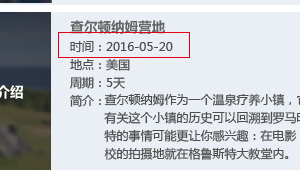 查尔顿纳姆营地
时间：2016-05-20
地点：美国
周期：5天
介绍
简介：查尔顿纳姆作为一个温泉疗养小镇，
有关这个小镇的历史可以回溯到罗马
特的事情可能更让你感兴趣：在电影
校的拍摄地就在格鲁斯特大教堂内。